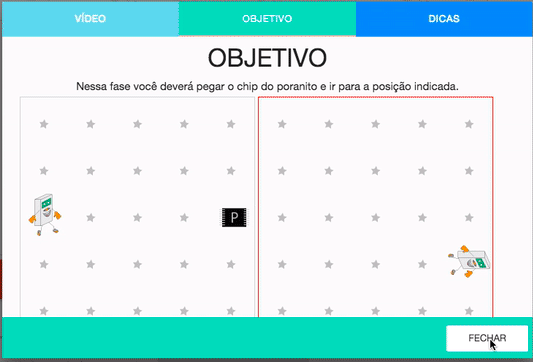 VÍDEO
OBJETIVO
DICAS
OBJETIVO
Nessa fase você deverá pegar o chip do poranito e ir para a posição indicada.
P
FECHAR